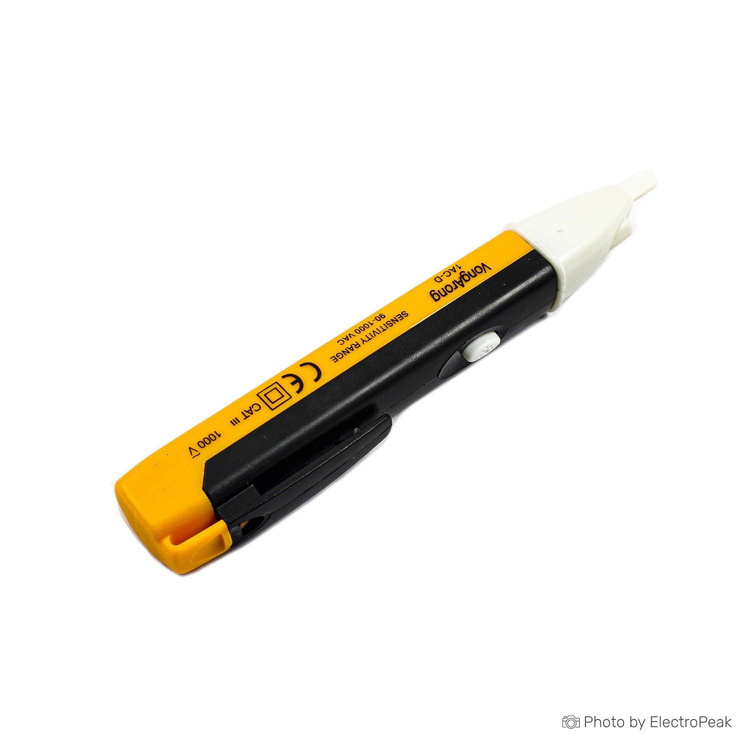 VongArong
1AC-D
SENSITIVITY RANGE
90-1000 VAC
CE
CAT III
1000 V
Photo by ElectroPeak